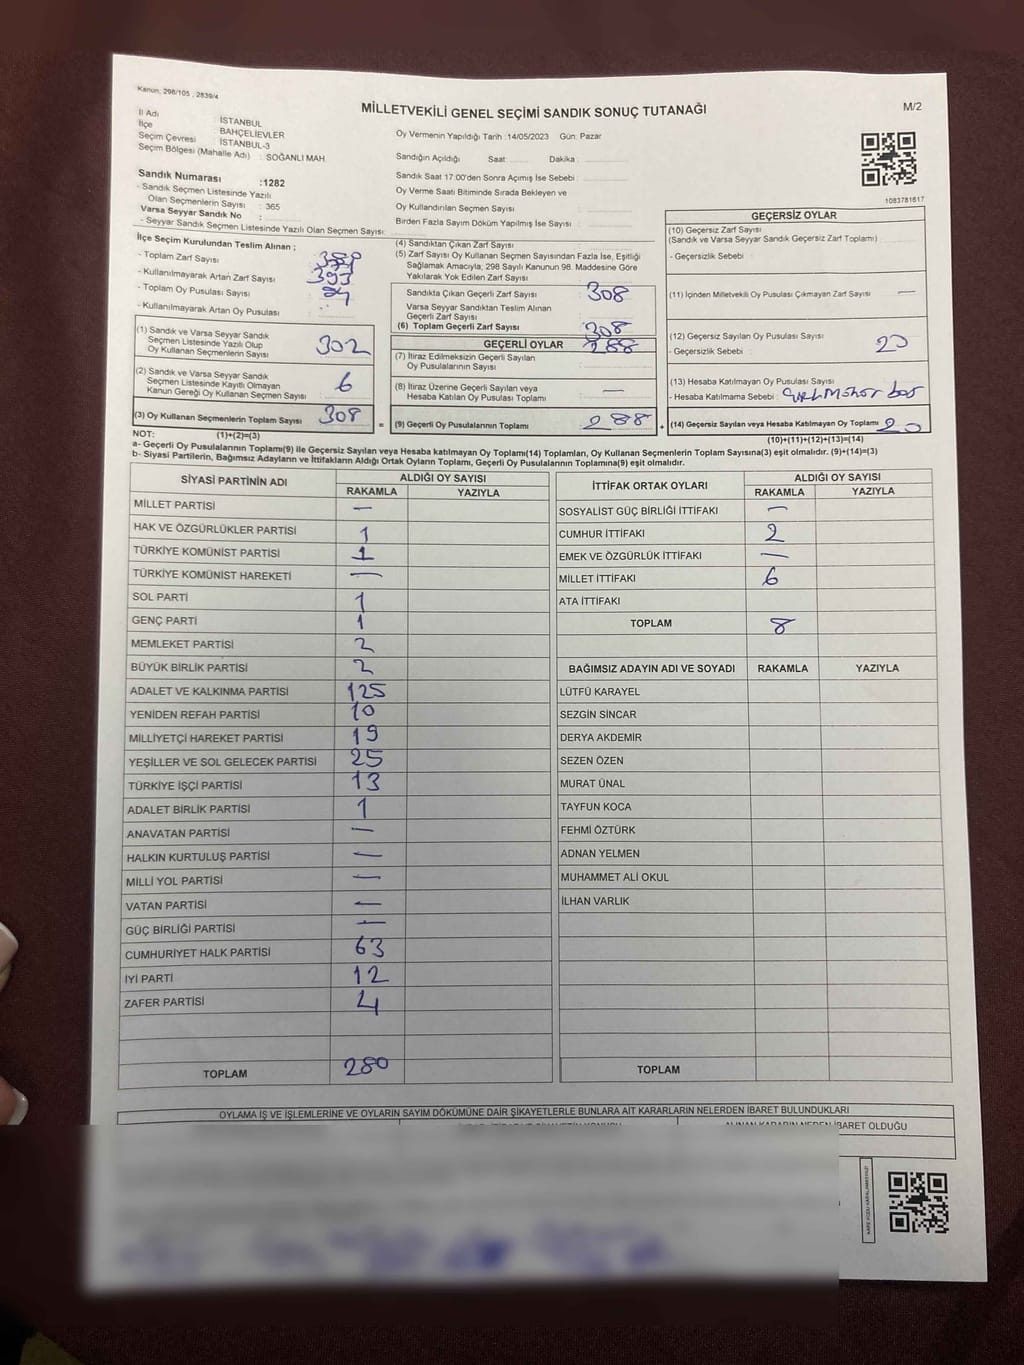 Kanun; 298/105 , 2839/4
MİLLETVEKİLİ GENEL SEÇİMİ SANDIK SONUÇ TUTANAĞI
M/2
İl Adı : İSTANBUL
İlçe : BAHÇELİEVLER
Seçim Çevresi : İSTANBUL-3
Seçim Bölgesi (Mahalle Adı) : SOĞANLI MAH.
Oy Vermenin Yapıldığı Tarih : 14/05/2023 Gün: Pazar
Sandığın Açıldığı Saat: Dakika :
Sandık Saat 17.00'den Sonra Açımış İse Sebebi :
Oy Verme Saati Bitiminde Sırada Bekleyen ve
Oy Kullandırılan Seçmen Sayısı :
Birden Fazla Sayım Dökum Yapılmış İse Sayısı :
1083781817
Sandık Numarası :1282
- Sandık Seçmen Listesinde Yazılı
Olan Seçmenlerin Sayısı : 365
Varsa Seyyar Sandık No :
- Seyyar Sandık Seçmen Listesinde Yazılı Olan Seçmen Sayısı:
İlçe Seçim Kurulundan Teslim Alınan ;
- Toplam Zarf Sayısı :
- Kullanılmayarak Artan Zarf Sayısı : 393
- Toplam Oy Pusulası Sayısı :
- Kullanılmayarak Artan Oy Pusulası :
(1) Sandık ve Varsa Seyyar Sandık
Seçmen Listesinde Yazılı Olup
Oy Kullanan Seçmenlerin Sayısı : 302
(2) Sandık ve Varsa Seyyar Sandık
Seçmen Listesinde Kayıtlı Olmayan
Kanun Gereği Oy Kullanan Seçmen Sayısı : 6
(3) Oy Kullanan Seçmenlerin Toplam Sayısı : 308
(1)+(2)=(3)
(4) Sandıktan Çıkan Zarf Sayısı :
(5) Zarf Sayısı Oy Kullanan Seçmen Sayısından Fazla İse, Eşitliği
Sağlamak Amacıyla, 298 Sayılı Kanunun 98. Maddesine Göre
Yakılarak Yok Edilen Zarf Sayısı :
Sandıkta Çıkan Geçerli Zarf Sayısı : 308
Varsa Seyyar Sandıktan Teslim Alınan
Geçerli Zarf Sayısı :
(6) Toplam Geçerli Zarf Sayısı : 308
GEÇERLİ OYLAR
(7) İtiraz Edilmeksizin Geçerli Sayılan
Oy Pusulalarının Sayısı : 288
(8) İtiraz Üzerine Geçerli Sayılan veya
Hesaba Katılan Oy Pusulası Toplamı : —
= (9) Geçerli Oy Pusulası Toplamı : 288
GEÇERSİZ OYLAR
(10) Geçersiz Zarf Sayısı
(Sandık ve Varsa Seyyar Sandık Geçersiz Zarf Toplamı) :
- Geçersizlik Sebebi :
(11) İçinden Milletvekili Oy Pusulası Çıkmayan Zarf Sayısı : —
(12) Geçersiz Sayılan Oy Pusulası Sayısı : 20
- Geçersizlik Sebebi :
(13) Hesaba Katılmayan Oy Pusulası Sayısı :
- Hesaba Katılmama Sebebi :
+ (14) Geçersiz Sayılan veya Hesaba Katılmayan Oy Toplamı : 20
(10)+(11)+(12)+(13)=(14)
NOT:
a- Geçerli Oy Pusulalarının Toplamı(9) ile Geçersiz Sayılan veya Hesaba katılmayan Oy Toplamı(14) Toplamları, Oy Kullanan Seçmenlerin Toplam Sayısına(3) eşit olmalıdır. (9)+(14)=(3)
b- Siyasi Partilerin, Bağımsız Adayların ve İttifakların Aldığı Ortak Oyların Toplamı, Geçerli Oy Pusulalarının Toplamına(9) eşit olmalıdır.
SİYASİ PARTİNİN ADI ALDIĞI OY SAYISI
RAKAMLA YAZIYLA
MİLLET PARTİSİ —
HAK VE ÖZGÜRLÜKLER PARTİSİ 1
TÜRKİYE KOMÜNİST PARTİSİ 1
TÜRKİYE KOMÜNİST HAREKETİ —
SOL PARTİ 1
GENÇ PARTİ 1
MEMLEKET PARTİSİ 2
BÜYÜK BİRLİK PARTİSİ 2
ADALET VE KALKINMA PARTİSİ 125
YENİDEN REFAH PARTİSİ 10
MİLLİYETÇİ HAREKET PARTİSİ 19
YEŞİLLER VE SOL GELECEK PARTİSİ 25
TÜRKİYE İŞÇİ PARTİSİ 13
ADALET BİRLİK PARTİSİ 1
ANAVATAN PARTİSİ —
HALKIN KURTULUŞ PARTİSİ —
MİLLİ YOL PARTİSİ —
VATAN PARTİSİ —
GÜÇ BİRLİĞİ PARTİSİ —
CUMHURİYET HALK PARTİSİ 63
İYİ PARTİ 12
ZAFER PARTİSİ 4
TOPLAM 280
İTTİFAK ORTAK OYLARI ALDIĞI OY SAYISI
RAKAMLA YAZIYLA
SOSYALİST GÜÇ BİRLİĞİ İTTİFAKI —
CUMHUR İTTİFAKI 2
EMEK VE ÖZGÜRLÜK İTTİFAKI —
MİLLET İTTİFAKI 6
ATA İTTİFAKI
TOPLAM 8
BAĞIMSIZ ADAYIN ADI VE SOYADI RAKAMLA YAZIYLA
LÜTFÜ KARAYEL
SEZGİN SİNCAR
DERYA AKDEMİR
SEZEN ÖZEN
MURAT ÜNAL
TAYFUN KOCA
FEHMİ ÖZTÜRK
ADNAN YELMEN
MUHAMMET ALİ OKUL
İLHAN VARLIK
TOPLAM
OYLAMA İŞ VE İŞLEMLERİNE VE OYLARIN SAYIM DÖKÜMÜNE DAİR ŞİKAYETLERLE BUNLARA AİT KARARLARIN NELERDEN İBARET BULUNDUKLARI
ALINAN KARARIN NEDEN İBARET OLDUĞU